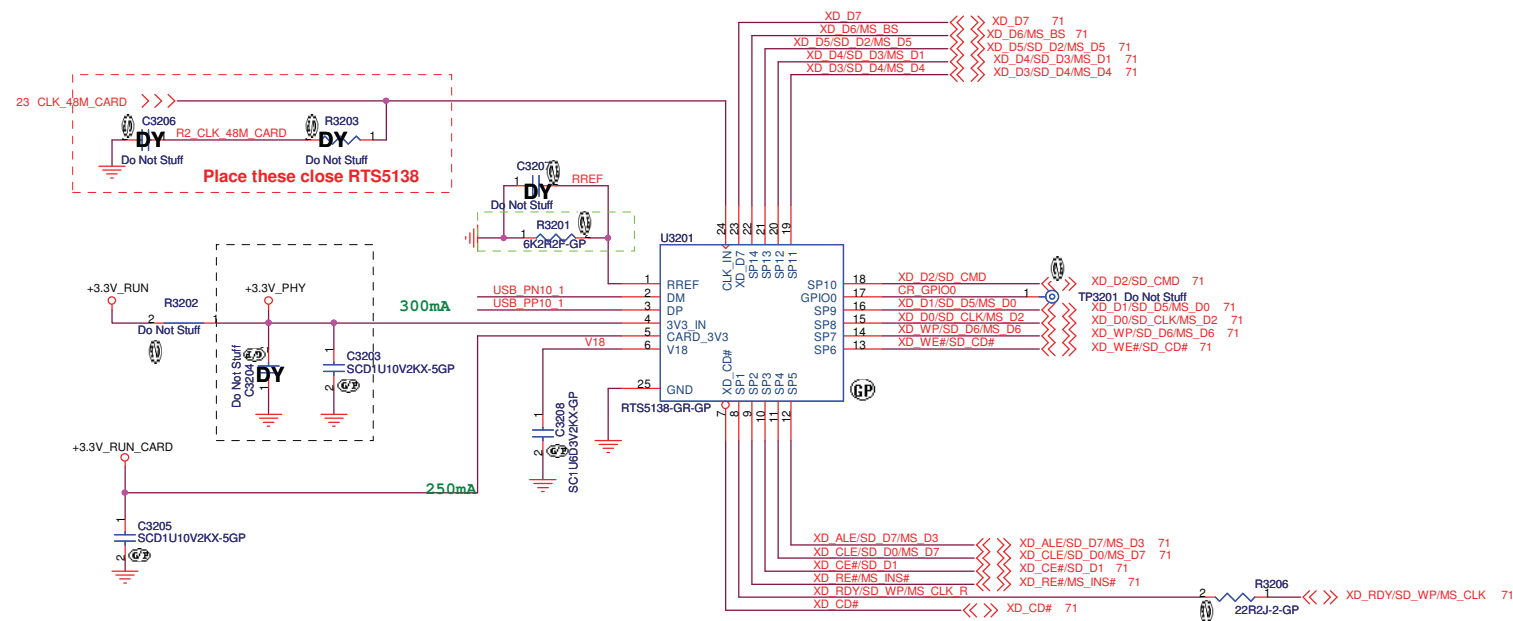 XD_D7
XD_D7 71
XD_D6/MS_BS
XD_D6/MS_BS 71
XD_D5/SD_D2/MS_D5
XD_D5/SD_D2/MS_D5 71
XD_D4/SD_D3/MS_D1
XD_D4/SD_D3/MS_D1 71
XD_D3/SD_D4/MS_D4
XD_D3/SD_D4/MS_D4 71
23 CLK_48M_CARD
C3206
DY
Do Not Stuff
R2_CLK_48M_CARD
R3203
DY
1
Do Not Stuff
Place these close RTS5138
C3207
1
DY
RREF
Do Not Stuff
R3201
1
2
6K2R2F-GP
U3201
24
23
22
21
20
19
CLK_IN
XD_D7
SP14
SP13
SP12
SP11
1
2
3
4
5
6
25
RREF
DM
DP
3V3_IN
CARD_3V3
V18
GND
SP10
GPIO0
SP9
SP8
SP7
SP6
18
17
16
15
14
13
XD_CD#
SP1
SP2
SP3
SP4
SP5
7
8
9
10
11
12
RTS5138-GR-GP
GP
USB_PN10_1
USB_PP10_1
300mA
V18
+3.3V_RUN
R3202
2
1
Do Not Stuff
+3.3V_PHY
Do Not Stuff
C3204
DY
1
1
C3203
SCD1U10V2KX-5GP
2
1
C3208
SC1U6D3V2KX-GP
2
+3.3V_RUN_CARD
250mA
1
C3205
SCD1U10V2KX-5GP
2
XD_D2/SD_CMD
XD_D2/SD_CMD 71
CR_GPIO0
1
TP3201 Do Not Stuff
XD_D1/SD_D5/MS_D0
XD_D1/SD_D5/MS_D0 71
XD_D0/SD_CLK/MS_D2
XD_D0/SD_CLK/MS_D2 71
XD_WP/SD_D6/MS_D6
XD_WP/SD_D6/MS_D6 71
XD_WE#/SD_CD#
XD_WE#/SD_CD# 71
XD_ALE/SD_D7/MS_D3
XD_ALE/SD_D7/MS_D3 71
XD_CLE/SD_D0/MS_D7
XD_CLE/SD_D0/MS_D7 71
XD_CE#/SD_D1
XD_CE#/SD_D1 71
XD_RE#/MS_INS#
XD_RE#/MS_INS# 71
XD_RDY/SD_WP/MS_CLK_R
2
R3206
1
22R2J-2-GP
XD_RDY/SD_WP/MS_CLK 71
XD_CD#
XD_CD# 71